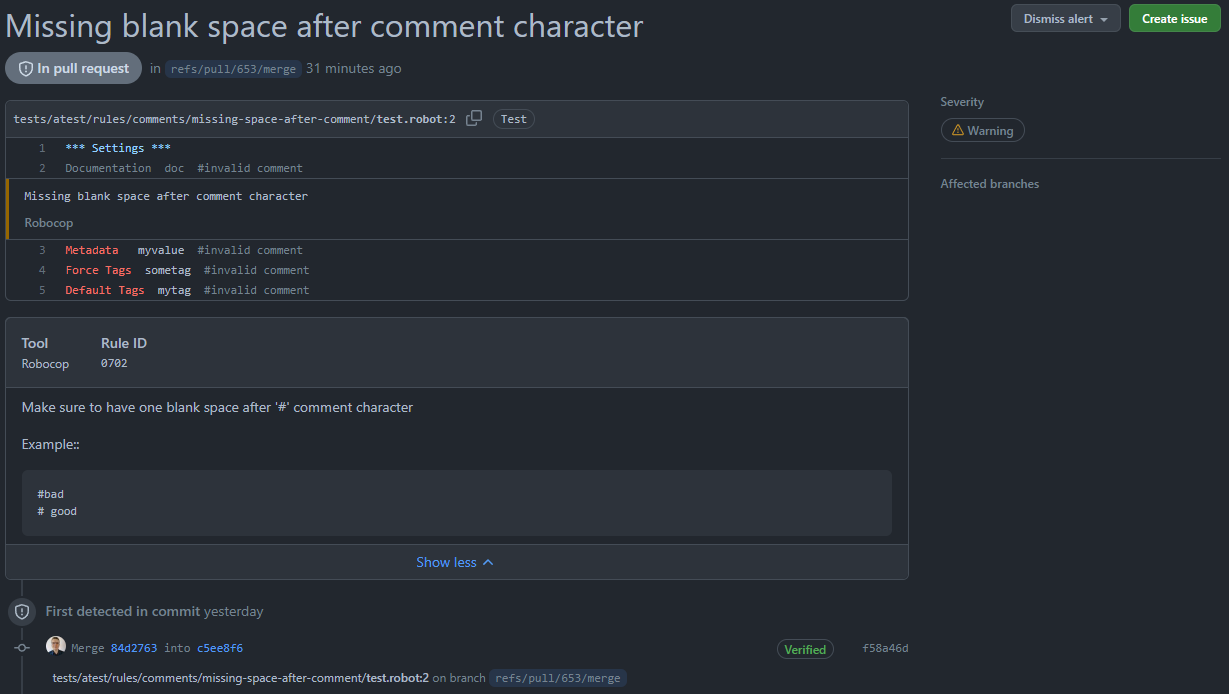 Missing blank space after comment character
Dismiss alert
Create issue
In pull request in refs/pull/653/merge 31 minutes ago
tests/atest/rules/comments/missing-space-after-comment/test.robot:2 Test
1 *** Settings ***
2 Documentation doc #invalid comment
Missing blank space after comment character
Robocop
3 Metadata myvalue #invalid comment
4 Force Tags sometag #invalid comment
5 Default Tags mytag #invalid comment
Severity
Warning
Affected branches
Tool Rule ID
Robocop 0702
Make sure to have one blank space after '#' comment character
Example::
#bad
# good
Show less
First detected in commit yesterday
Merge 84d2763 into c5ee8f6 Verified f58a46d
tests/atest/rules/comments/missing-space-after-comment/test.robot:2 on branch refs/pull/653/merge